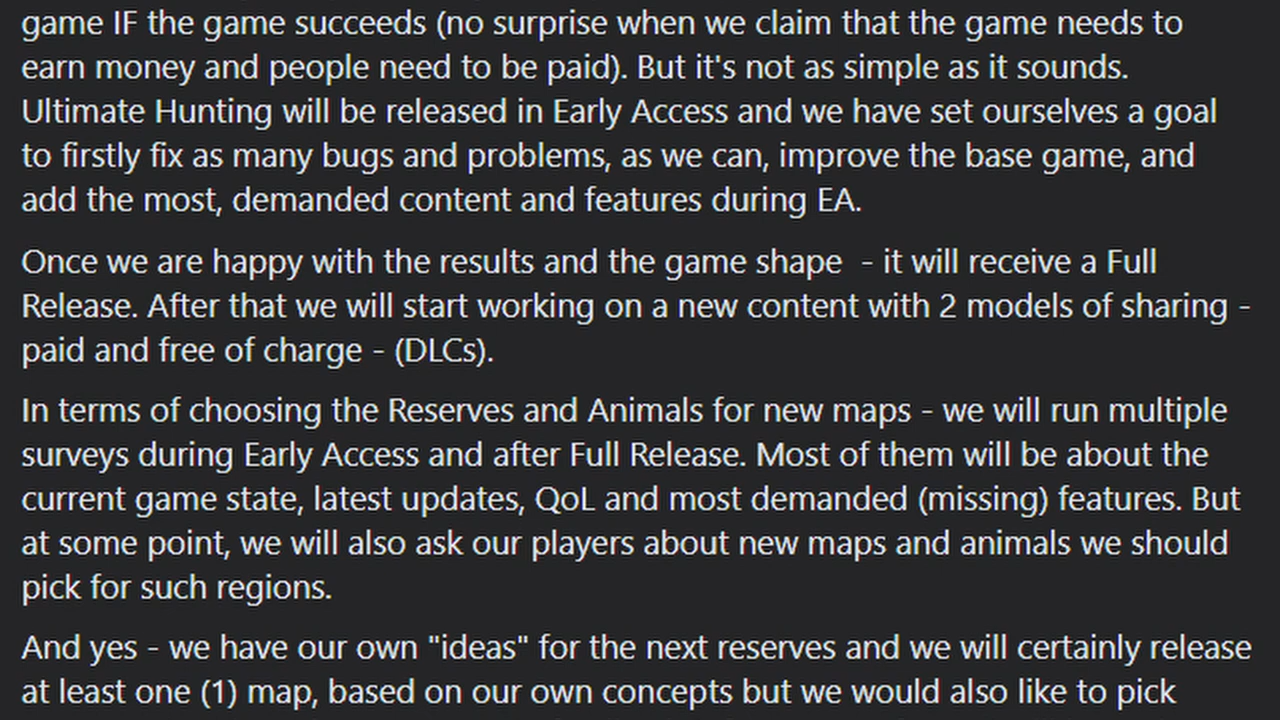 game IF the game succeeds (no surprise when we claim that the game needs to
earn money and people need to be paid). But it's not as simple as it sounds.
Ultimate Hunting will be released in Early Access and we have set ourselves a goal
to firstly fix as many bugs and problems, as we can, improve the base game, and
add the most, demanded content and features during EA.
Once we are happy with the results and the game shape  - it will receive a Full
Release. After that we will start working on a new content with 2 models of sharing -
paid and free of charge - (DLCs).
In terms of choosing the Reserves and Animals for new maps - we will run multiple
surveys during Early Access and after Full Release. Most of them will be about the
current game state, latest updates, QoL and most demanded (missing) features. But
at some point, we will also ask our players about new maps and animals we should
pick for such regions.
And yes - we have our own "ideas" for the next reserves and we will certainly release
at least one (1) map, based on our own concepts but we would also like to pick